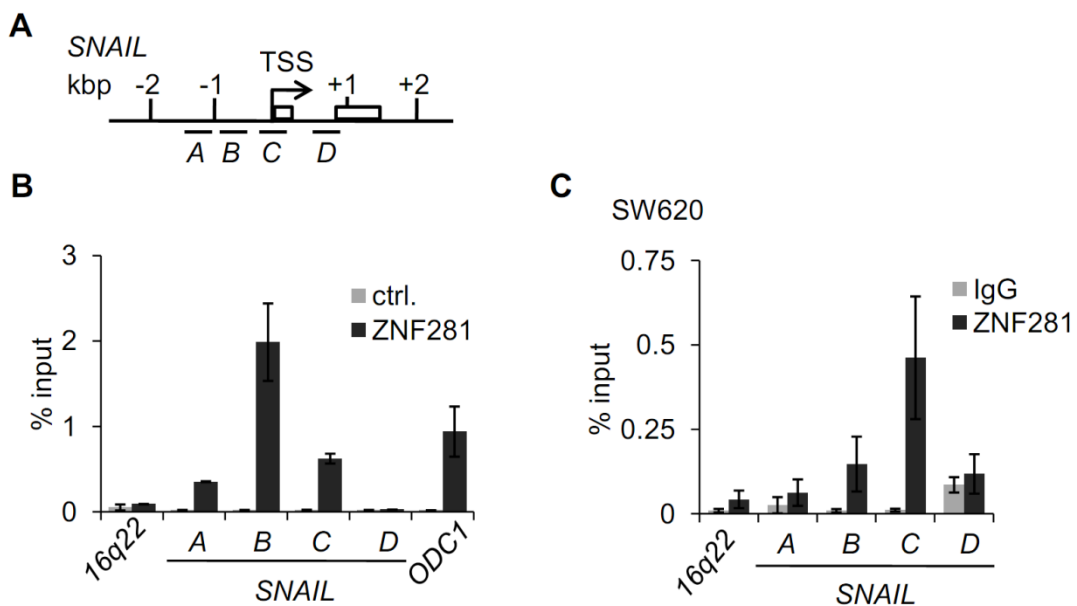 A
SNAIL
TSS
kbp -2 -1 +1 +2
A B C D
B
3
2
1
0
% input
ctrl.
ZNF281
16q22 A B C D ODC1
SNAIL
C
SW620
0.75
0.5
0.25
0
% input
IgG
ZNF281
16q22 A B C D
SNAIL